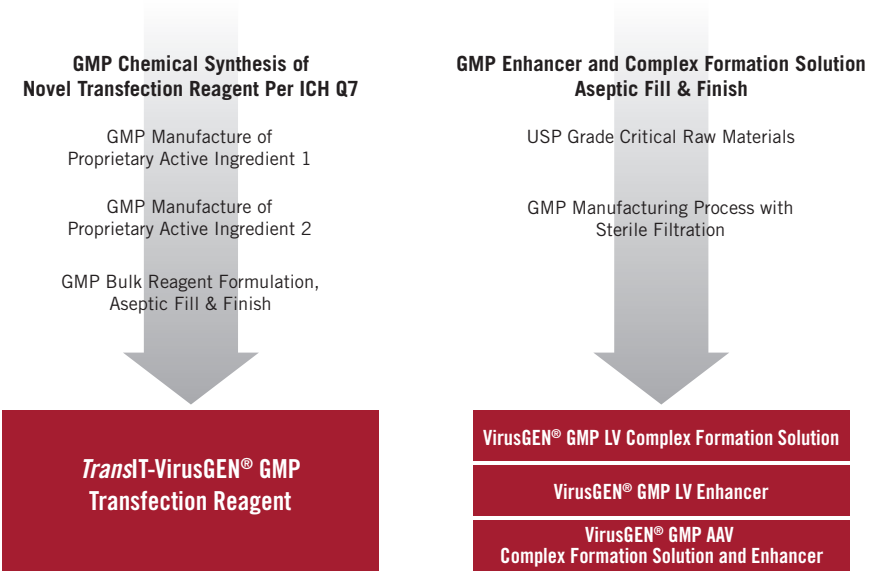 GMP Chemical Synthesis of
Novel Transfection Reagent Per ICH Q7
GMP Manufacture of
Proprietary Active Ingredient 1
GMP Manufacture of
Proprietary Active Ingredient 2
GMP Bulk Reagent Formulation,
Aseptic Fill & Finish
TransIT-VirusGEN® GMP
Transfection Reagent
GMP Enhancer and Complex Formation Solution
Aseptic Fill & Finish
USP Grade Critical Raw Materials
GMP Manufacturing Process with
Sterile Filtration
VirusGEN® GMP LV Complex Formation Solution
VirusGEN® GMP LV Enhancer
VirusGEN® GMP AAV
Complex Formation Solution and Enhancer